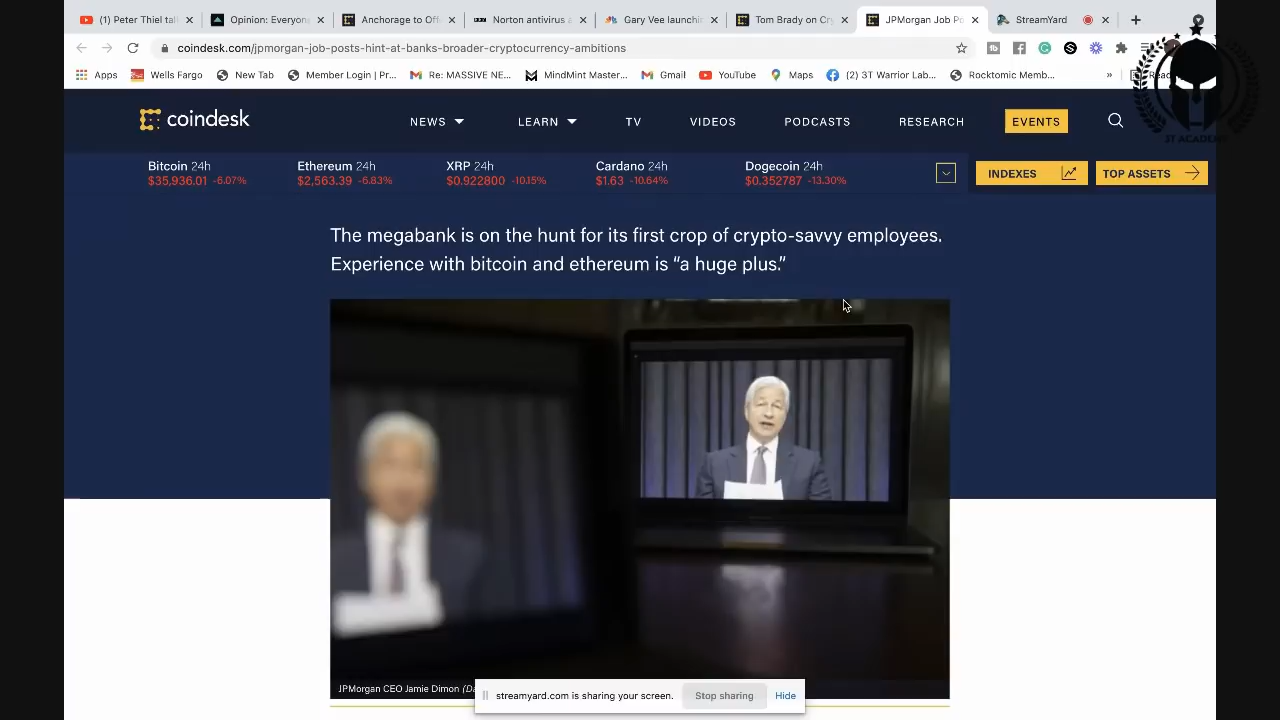 (1) Peter Thiel tal
Opinion: Everyon
Anchorage to Off
Norton antivirus a
Gary Vee launchi
Tom Brady on Cr
JPMorgan Job Po
StreamYard
coindesk.com/jpmorgan-job-posts-hint-at-banks-broader-cryptocurrency-ambitions
Apps
Wells Fargo
New Tab
Member Login | Pr...
Re: MASSIVE NE...
MindMint Master...
Gmail
YouTube
Maps
(2) 3T Warrior Lab...
Rocktomic Memb...
»
3T ACADEMY
coindesk
NEWS
LEARN
TV
VIDEOS
PODCASTS
RESEARCH
EVENTS
Bitcoin 24h
$35,936.01 -6.07%
Ethereum 24h
$2,563.39 -6.83%
XRP 24h
$0.922800 -10.15%
Cardano 24h
$1.63 -10.64%
Dogecoin 24h
$0.352787 -13.30%
INDEXES
TOP ASSETS
The megabank is on the hunt for its first crop of crypto-savvy employees.
Experience with bitcoin and ethereum is “a huge plus.”
JPMorgan CEO Jamie Dimon
streamyard.com is sharing your screen.
Stop sharing
Hide